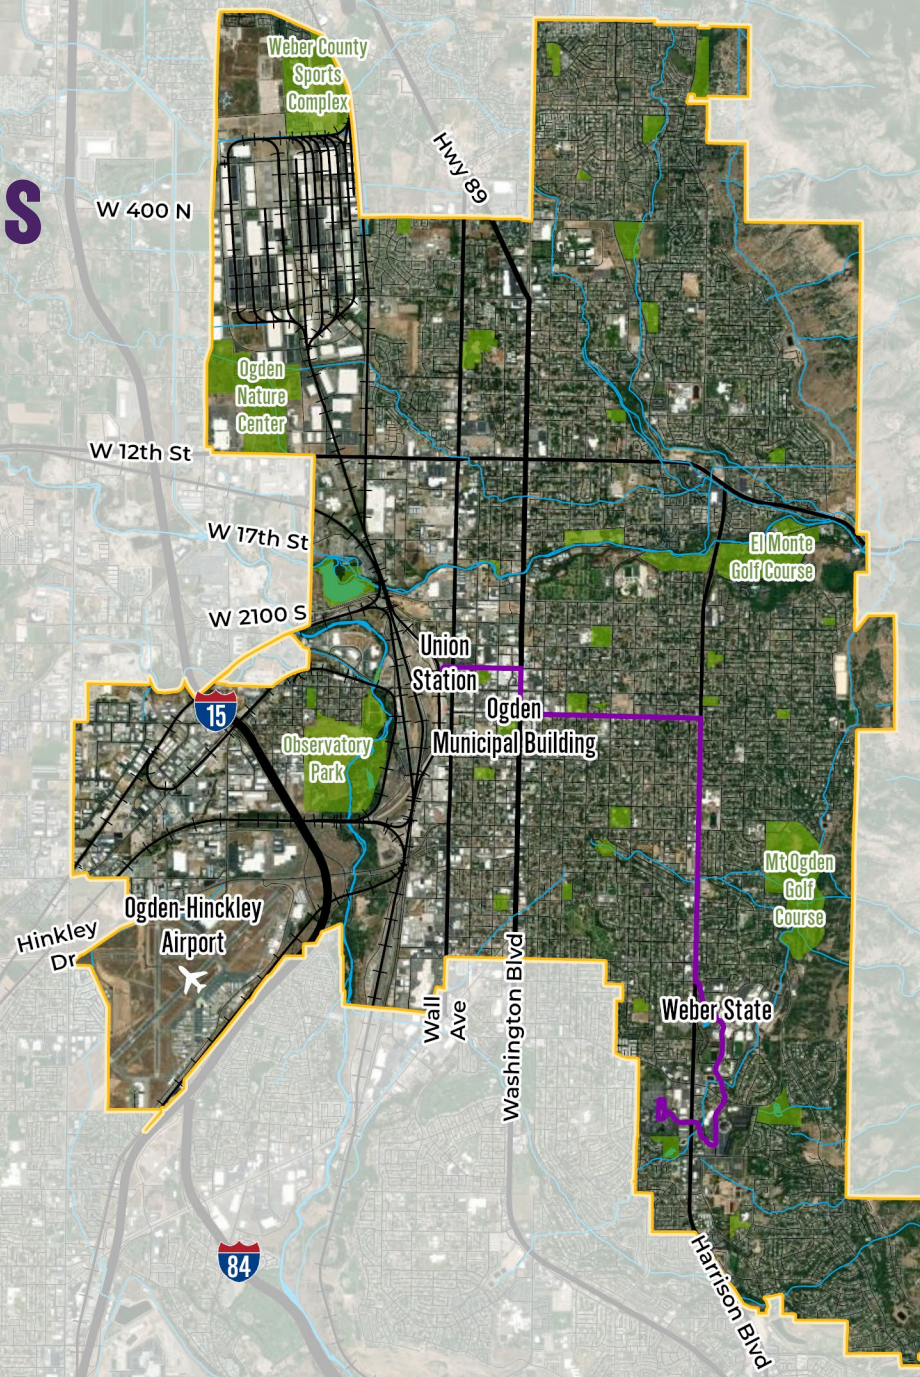 Weber County
Sports
Complex
Hwy 89
S
W 400 N
Ogden
Nature
Center
W 12th St
W 17th St
El Monte
Golf Course
W 2100 S
Union
Station
15
Ogden
Municipal Building
Observatory
Park
Mt Ogden
Golf
Course
Ogden-Hinckley
Airport
Hinkley
Dr
Wall
Ave
Washington Blvd
Weber State
84
Harrison Blvd